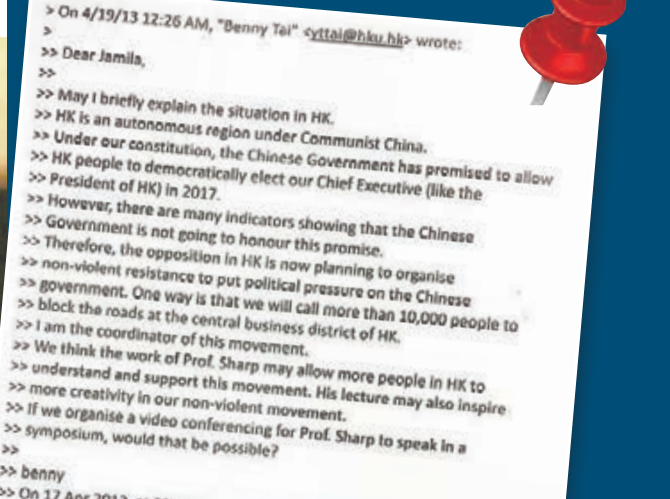 > On 4/19/13 12:26 AM, "Benny Tai" <yttai@hku.hk> wrote:
>
>> Dear Jamila,
>>
>> May I briefly explain the situation in HK.
>> HK is an autonomous region under Communist China.
>> Under our constitution, the Chinese Government has promised to allow
>> HK people to democratically elect our Chief Executive (like the
>> President of HK) in 2017.
>> However, there are many indicators showing that the Chinese
>> Government is not going to honour this promise.
>> Therefore, the opposition in HK is now planning to organise
>> non-violent resistance to put political pressure on the Chinese
>> government. One way is that we will call more than 10,000 people to
>> block the roads at the central business district of HK.
>> I am the coordinator of this movement.
>> We think the work of Prof. Sharp may allow more people in HK to
>> understand and support this movement. His lecture may also inspire
>> more creativity in our non-violent movement.
>> If we organise a video conferencing for Prof. Sharp to speak in a
>> symposium, would that be possible?
>>
>> benny
>> On 17 Apr